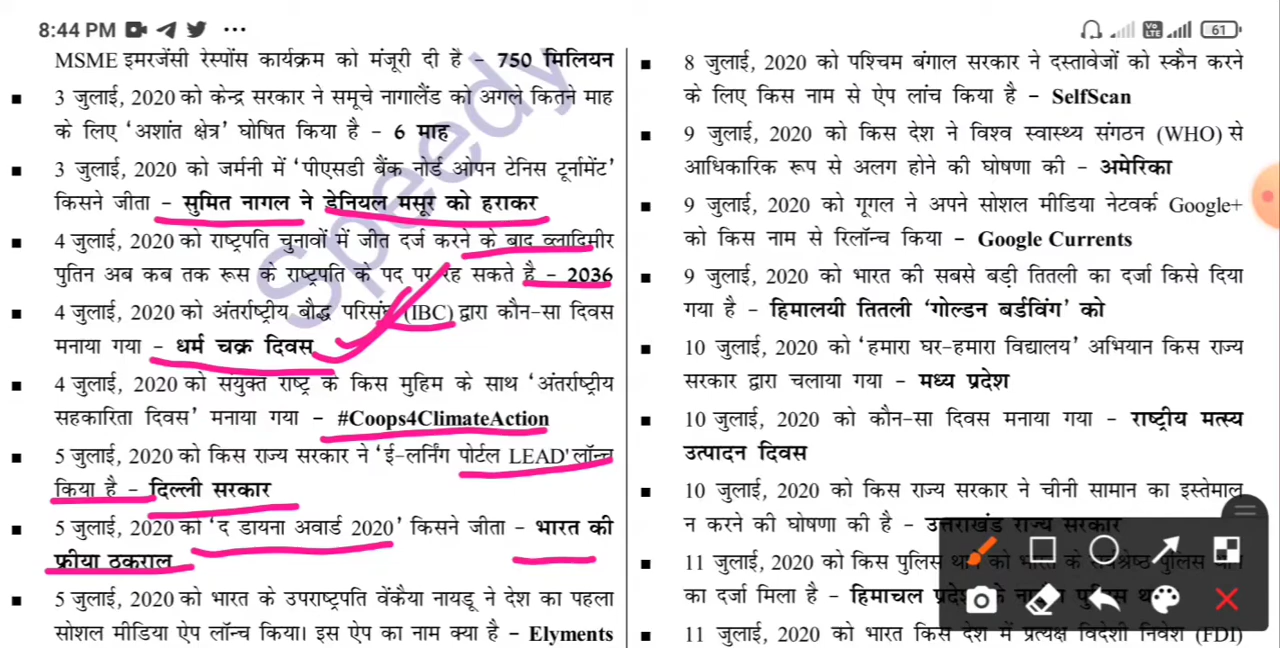 8:44 PM
61
MSME इमरजेंसी रेस्पोंस कार्यक्रम को मंजूरी दी है – 750 मिलियन
▪ 3 जुलाई, 2020 को केन्द्र सरकार ने समूचे नागालैंड को अगले कितने माह
के लिए 'अशांत क्षेत्र' घोषित किया है – 6 माह
▪ 3 जुलाई, 2020 को जर्मनी में 'पीएसडी बैंक नोर्ड ओपन टेनिस टूर्नामेंट'
किसने जीता – सुमित नागल ने डेनियल मसूर को हराकर
▪ 4 जुलाई, 2020 को राष्ट्रपति चुनावों में जीत दर्ज करने के बाद व्लादिमीर
पुतिन अब कब तक रूस के राष्ट्रपति के पद पर रह सकते है – 2036
▪ 4 जुलाई, 2020 को अंतर्राष्ट्रीय बौद्ध परिसंघ (IBC) द्वारा कौन-सा दिवस
मनाया गया – धर्म चक्र दिवस
▪ 4 जुलाई, 2020 को संयुक्त राष्ट्र के किस मुहिम के साथ 'अंतर्राष्ट्रीय
सहकारिता दिवस' मनाया गया – #Coops4ClimateAction
▪ 5 जुलाई, 2020 को किस राज्य सरकार ने 'ई-लर्निंग पोर्टल LEAD' लॉन्च
किया है – दिल्ली सरकार
▪ 5 जुलाई, 2020 को 'द डायना अवार्ड 2020' किसने जीता – भारत की
फ्रीया ठकराल
▪ 5 जुलाई, 2020 को भारत के उपराष्ट्रपति वेंकैया नायडू ने देश का पहला
सोशल मीडिया ऐप लॉन्च किया। इस ऐप का नाम क्या है – Elyments
Speedy
▪ 8 जुलाई, 2020 को पश्चिम बंगाल सरकार ने दस्तावेजों को स्कैन करने
के लिए किस नाम से ऐप लांच किया है – SelfScan
▪ 9 जुलाई, 2020 को किस देश ने विश्व स्वास्थ्य संगठन (WHO) से
आधिकारिक रूप से अलग होने की घोषणा की – अमेरिका
▪ 9 जुलाई, 2020 को गूगल ने अपने सोशल मीडिया नेटवर्क Google+
को किस नाम से रिलॉन्च किया – Google Currents
▪ 9 जुलाई, 2020 को भारत की सबसे बड़ी तितली का दर्जा किसे दिया
गया है – हिमालयी तितली 'गोल्डन बर्डविंग' को
▪ 10 जुलाई, 2020 को 'हमारा घर-हमारा विद्यालय' अभियान किस राज्य
सरकार द्वारा चलाया गया – मध्य प्रदेश
▪ 10 जुलाई, 2020 को कौन-सा दिवस मनाया गया – राष्ट्रीय मत्स्य
उत्पादन दिवस
▪ 10 जुलाई, 2020 को किस राज्य सरकार ने चीनी सामान का इस्तेमाल
न करने की घोषणा की है – उत्तराखंड राज्य सरकार
▪ 11 जुलाई, 2020 को किस पुलिस थाने को भारत के सर्वश्रेष्ठ पुलिस
का दर्जा मिला है – हिमाचल प्रदेश
▪ 11 जुलाई, 2020 को भारत किस देश में प्रत्यक्ष विदेशी निवेश (FDI)